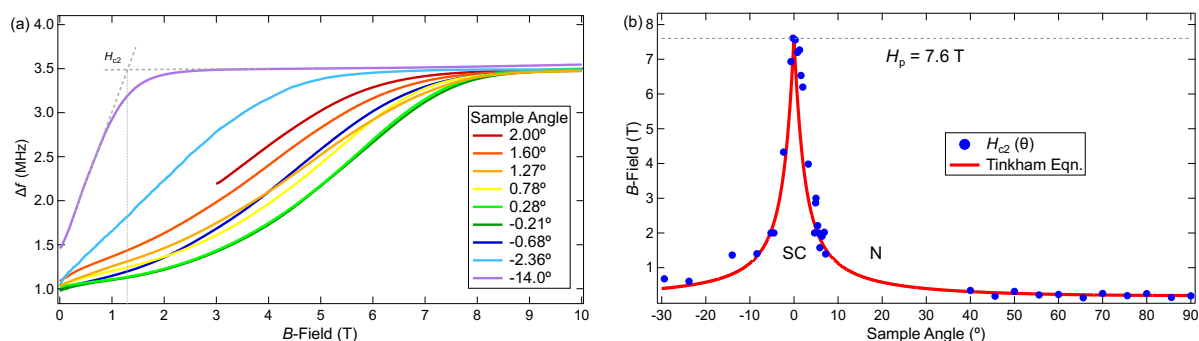 (a)
4.0
3.5
3.0
2.5
2.0
1.5
1.0
Δf (MHz)
H_c2
Sample Angle
2.00º
1.60º
1.27º
0.78º
0.28º
-0.21º
-0.68º
-2.36º
-14.0º
0 1 2 3 4 5 6 7 8 9 10
B-Field (T)
(b)
8
7
6
5
4
3
2
1
B-Field (T)
H_p = 7.6 T
H_c2 (θ)
Tinkham Eqn.
SC N
-30 -20 -10 0 10 20 30 40 50 60 70 80 90
Sample Angle (º)